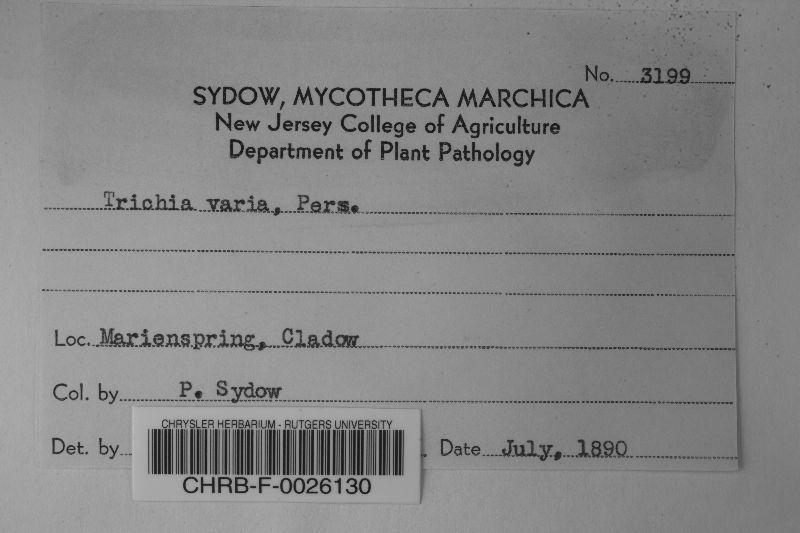 No. 3199
SYDOW, MYCOTHECA MARCHICA
New Jersey College of Agriculture
Department of Plant Pathology
Trichia varia, Pers.
Loc. Marienspring, Cladow
Col. by P. Sydow
Det. by Date July, 1890
CHRYSLER HERBARIUM - RUTGERS UNIVERSITY
CHRB-F-0026130